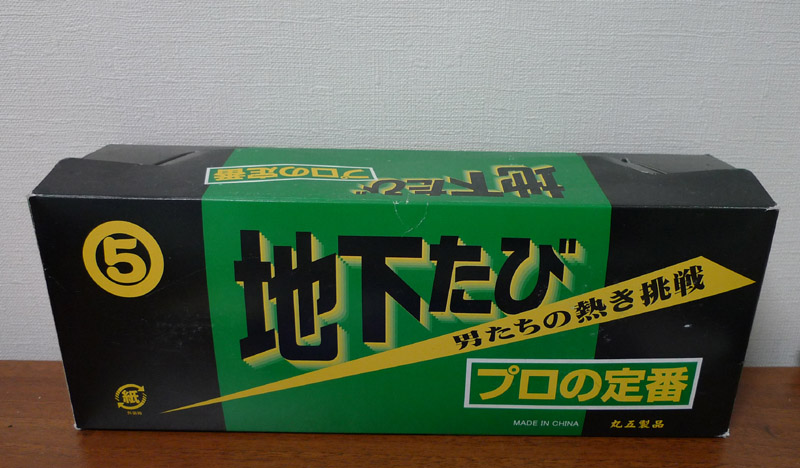 プロの定番
地下たび
5
地下たび
男たちの熱き挑戦
プロの定番
紙
MADE IN CHINA
丸五製品